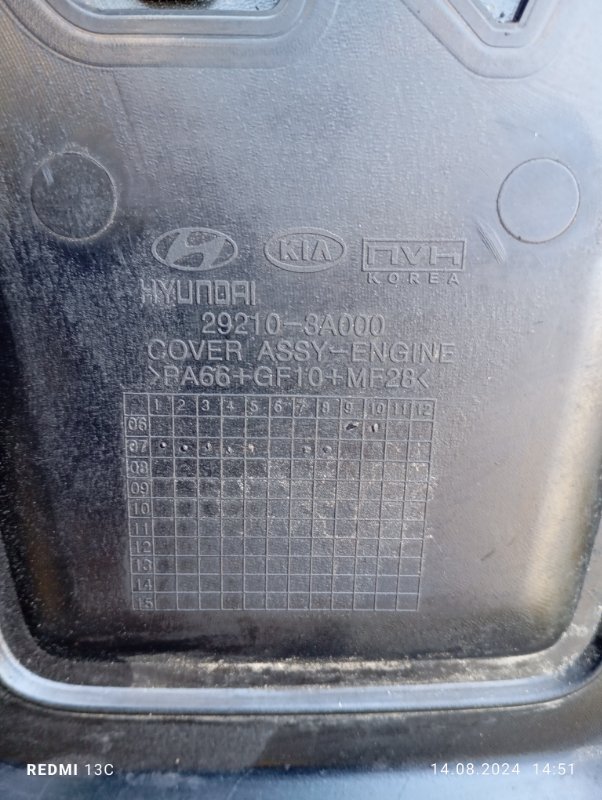 KIA NVH
KOREA
HYUNDAI
29210-3A000
COVER ASSY-ENGINE
>PA66+GF10+MF28<
1 2 3 4 5 6 7 8 9 10 11 12
06
07
08
09
10
11
12
13
14
15
REDMI 13C 14.08.2024 14:51